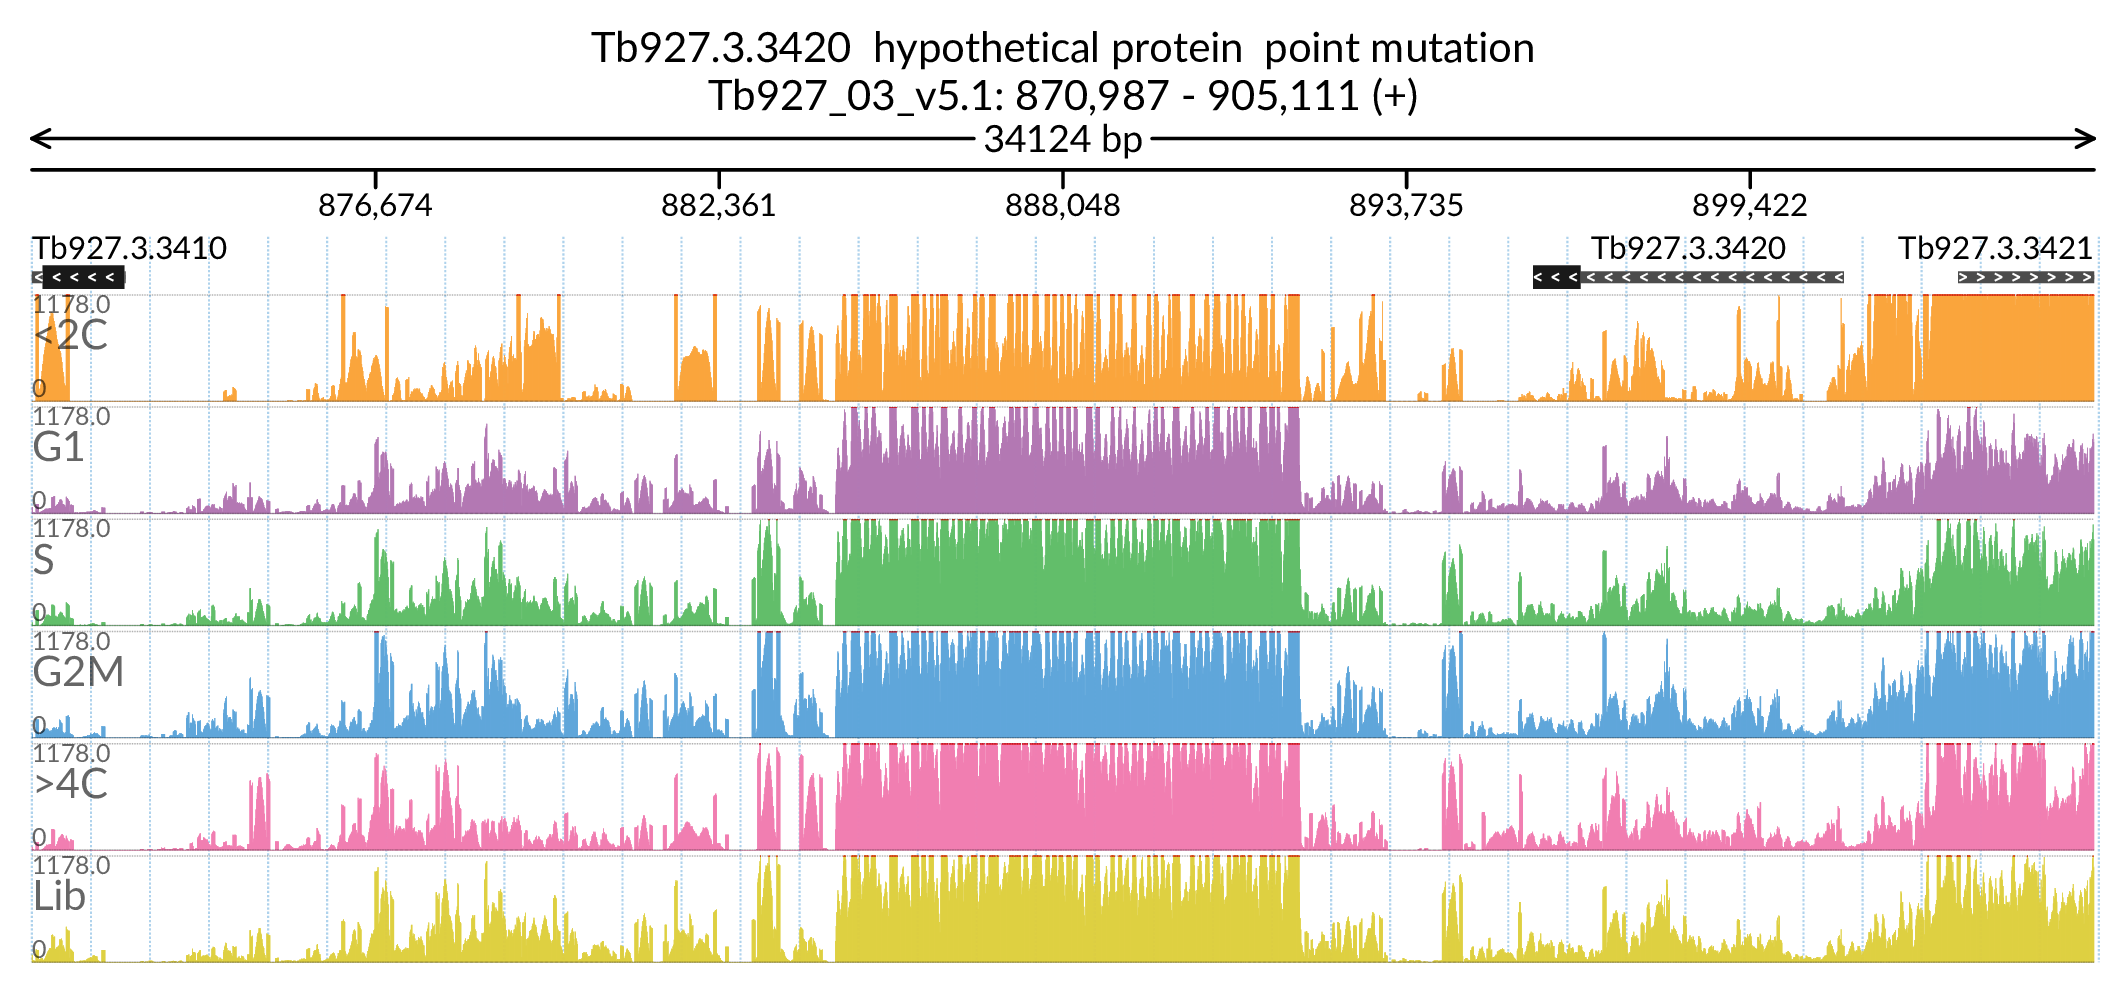 Tb927.3.3420  hypothetical protein  point mutation
Tb927_03_v5.1: 870,987 - 905,111 (+)
34124 bp
876,674 882,361 888,048 893,735 899,422
Tb927.3.3410 Tb927.3.3420 Tb927.3.3421
1178.0
<2C
0
1178.0
G1
0
1178.0
S
0
1178.0
G2M
0
1178.0
>4C
0
1178.0
Lib
0